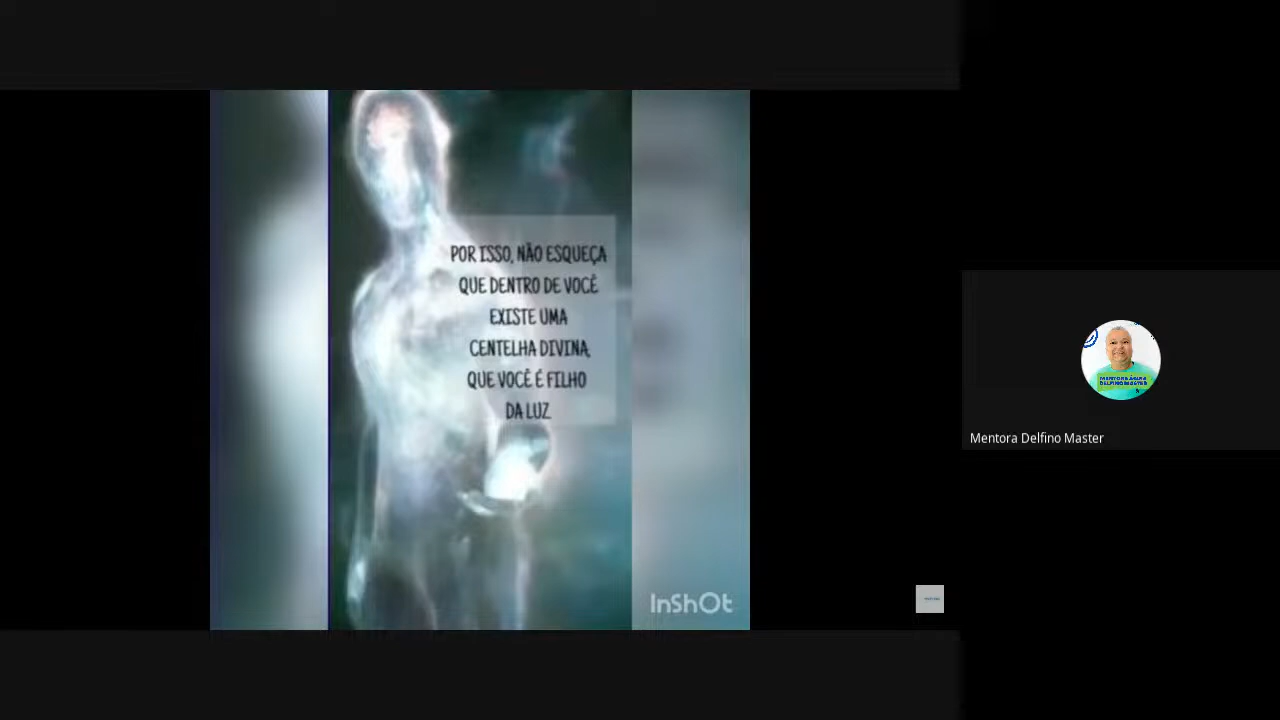 POR ISSO, NÃO ESQUEÇA
QUE DENTRO DE VOCÊ
EXISTE UMA
CENTELHA DIVINA,
QUE VOCÊ É FILHO
DA LUZ.
InShOt
Mentora Delfino Master